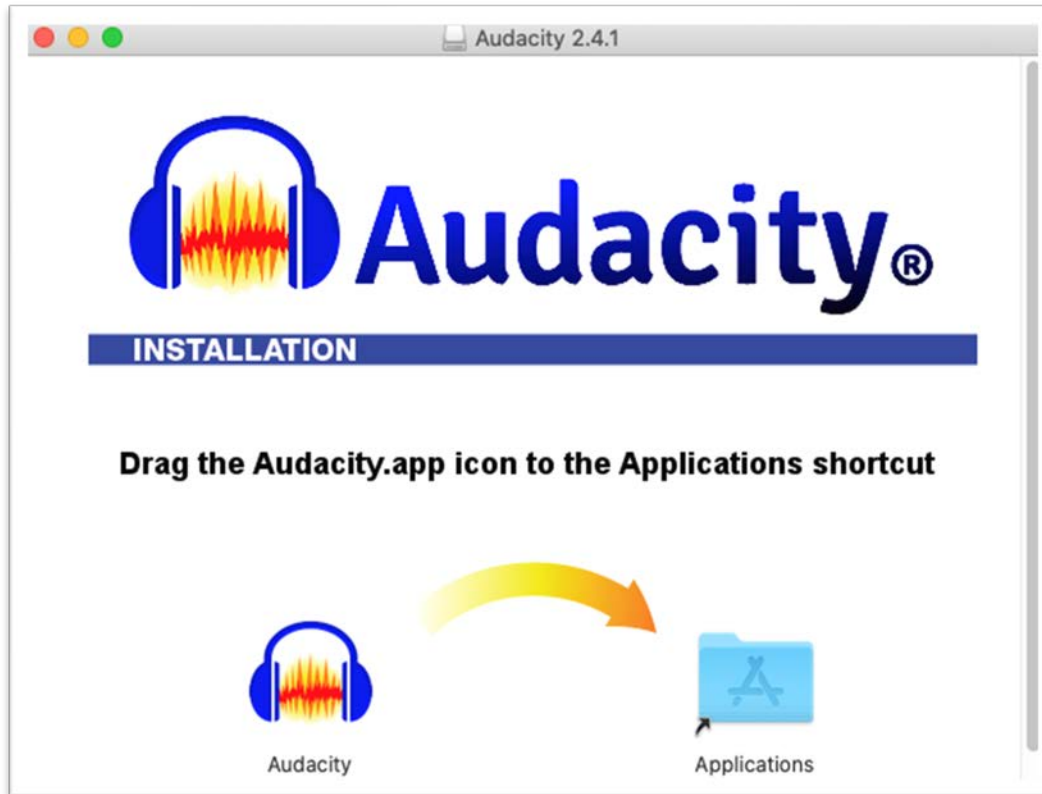 Audacity 2.4.1
Audacity®
INSTALLATION
Drag the Audacity.app icon to the Applications shortcut
Audacity
Applications